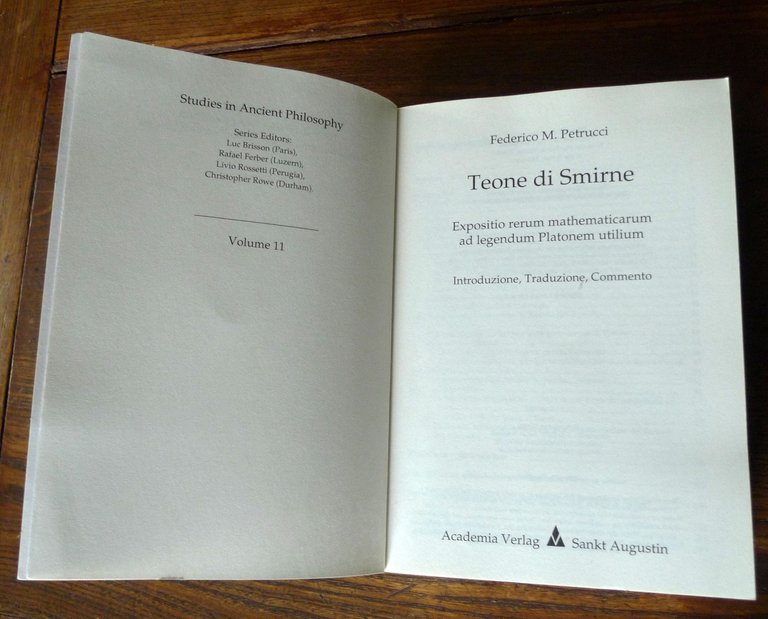 Studies in Ancient Philosophy
Series Editors:
Luc Brisson (Paris),
Rafael Ferber (Luzern),
Livio Rossetti (Perugia),
Christopher Rowe (Durham).
Volume 11
Federico M. Petrucci
Teone di Smirne
Expositio rerum mathematicarum
ad legendum Platonem utilium
Introduzione, Traduzione, Commento
Academia Verlag Sankt Augustin